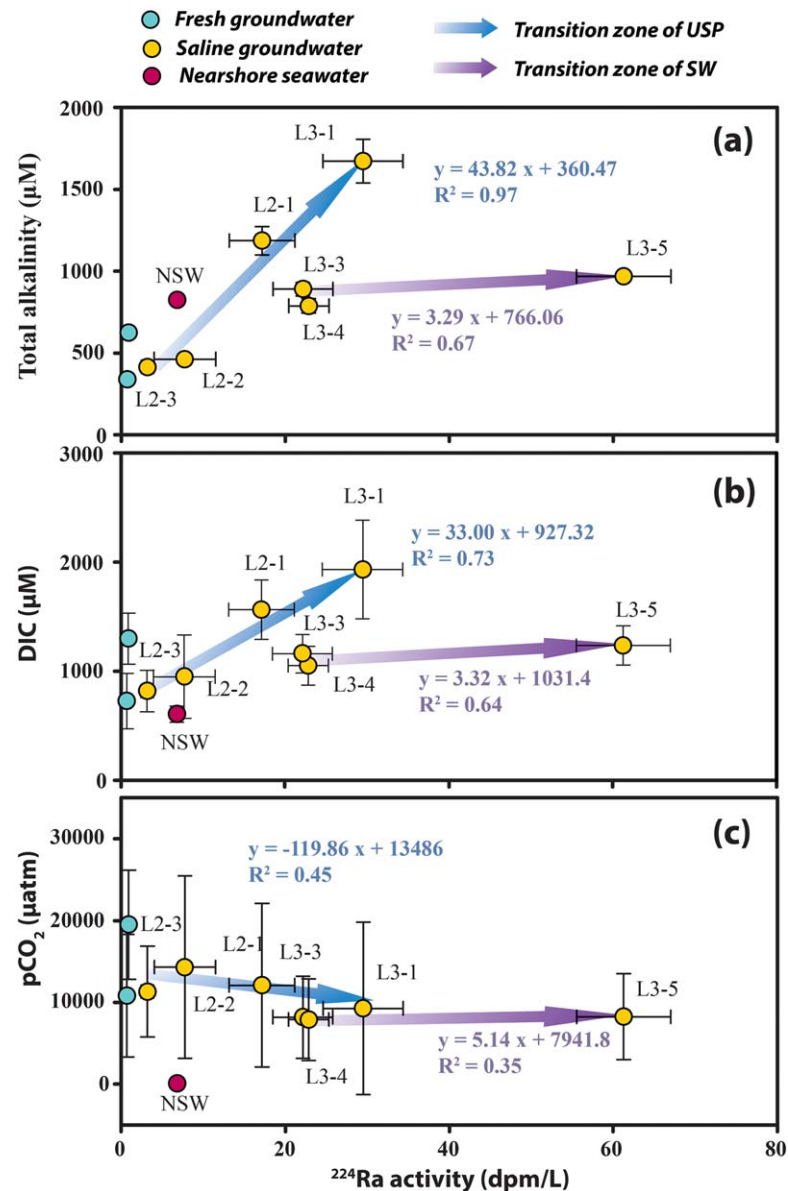 Fresh groundwater
Saline groundwater
Nearshore seawater
Transition zone of USP
Transition zone of SW
(a)
Total alkalinity (μM)
2000
1500
1000
500
0
L3-1
L2-1
NSW
L3-3
L3-4
L3-5
L2-2
L2-3
y = 43.82 x + 360.47
R² = 0.97
y = 3.29 x + 766.06
R² = 0.67
(b)
DIC (μM)
3000
2000
1000
0
L3-1
L2-1
L3-3
L2-3
L2-2
L3-4
L3-5
NSW
y = 33.00 x + 927.32
R² = 0.73
y = 3.32 x + 1031.4
R² = 0.64
(c)
pCO₂ (μatm)
30000
20000
10000
0
y = -119.86 x + 13486
R² = 0.45
L2-3
L2-1
L3-3
L3-1
L2-2
L3-4
L3-5
NSW
y = 5.14 x + 7941.8
R² = 0.35
0
20
40
60
80
²²⁴Ra activity (dpm/L)